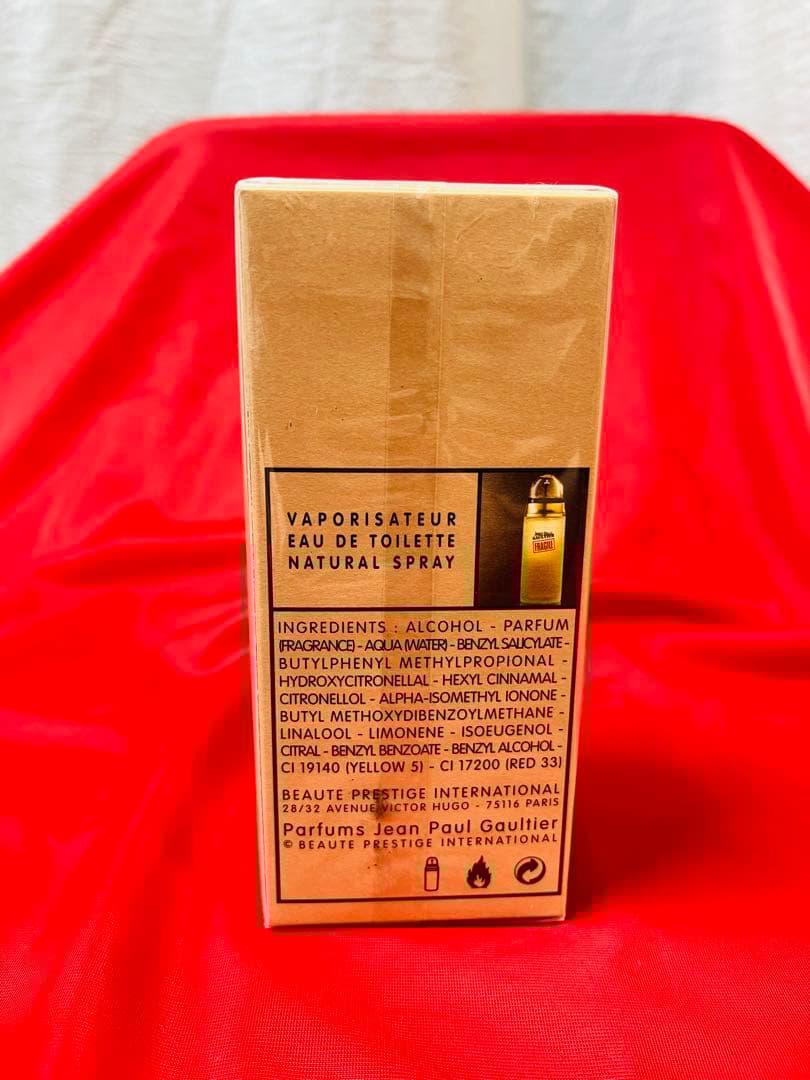 VAPORISATEUR
EAU DE TOILETTE
NATURAL SPRAY
FRAGILE
INGREDIENTS : ALCOHOL - PARFUM
(FRAGRANCE) - AQUA (WATER) - BENZYL SALICYLATE -
BUTYLPHENYL METHYLPROPIONAL -
HYDROXYCITRONELLAL - HEXYL CINNAMAL -
CITRONELLOL - ALPHA-ISOMETHYL IONONE -
BUTYL METHOXYDIBENZOYLMETHANE -
LINALOOL - LIMONENE - ISOEUGENOL -
CITRAL - BENZYL BENZOATE - BENZYL ALCOHOL -
CI 19140 (YELLOW 5) - CI 17200 (RED 33)
BEAUTE PRESTIGE INTERNATIONAL
28/32 AVENUE VICTOR HUGO - 75116 PARIS
Parfums Jean Paul Gaultier
© BEAUTE PRESTIGE INTERNATIONAL